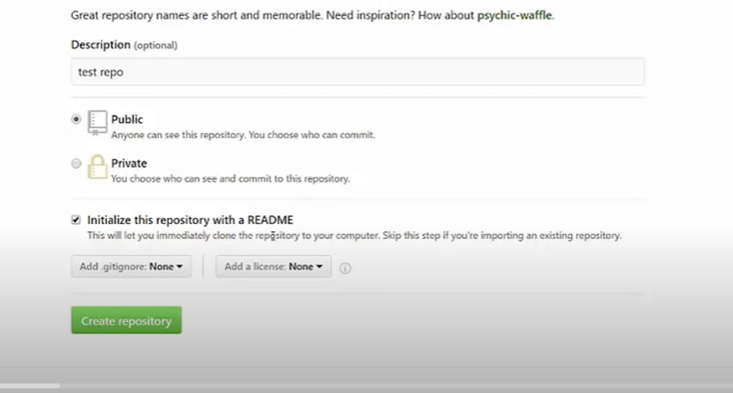 Great repository names are short and memorable. Need inspiration? How about psychic-waffle.
Description (optional)
test repo
Public
Anyone can see this repository. You choose who can commit.
Private
You choose who can see and commit to this repository.
Initialize this repository with a README
This will let you immediately clone the repository to your computer. Skip this step if you're importing an existing repository.
Add .gitignore: None Add a license: None
Create repository